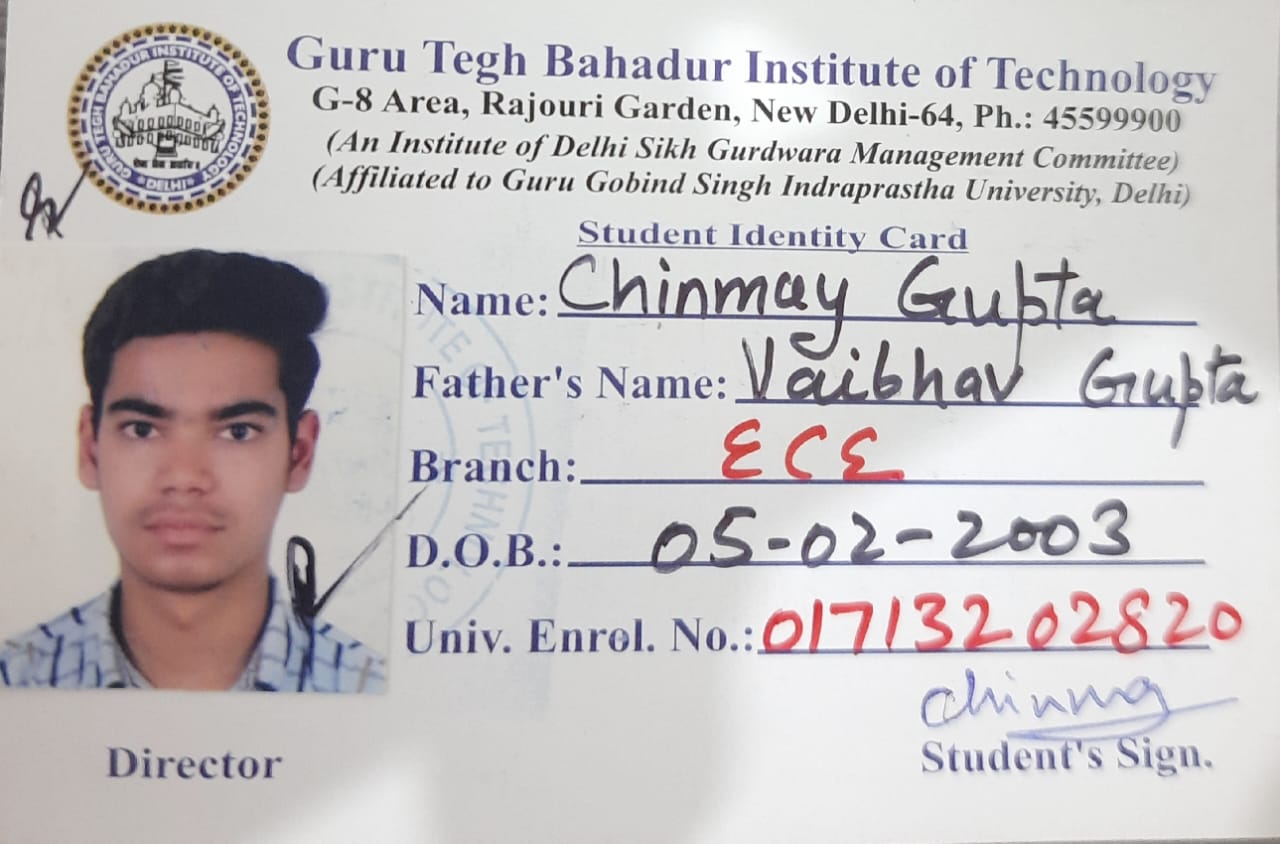 Guru Tegh Bahadur Institute of Technology
G-8 Area, Rajouri Garden, New Delhi-64, Ph.: 45599900
(An Institute of Delhi Sikh Gurdwara Management Committee)
(Affiliated to Guru Gobind Singh Indraprastha University, Delhi)
GURU TEGH BAHADUR INSTITUTE OF TECHNOLOGY
*DELHI*
Student Identity Card
Name: Chinmay Gupta
Father's Name: Vaibhav Gupta
Branch: ECE
D.O.B.: 05-02-2003
Univ. Enrol. No.: 01713202820
Student's Sign.
Director